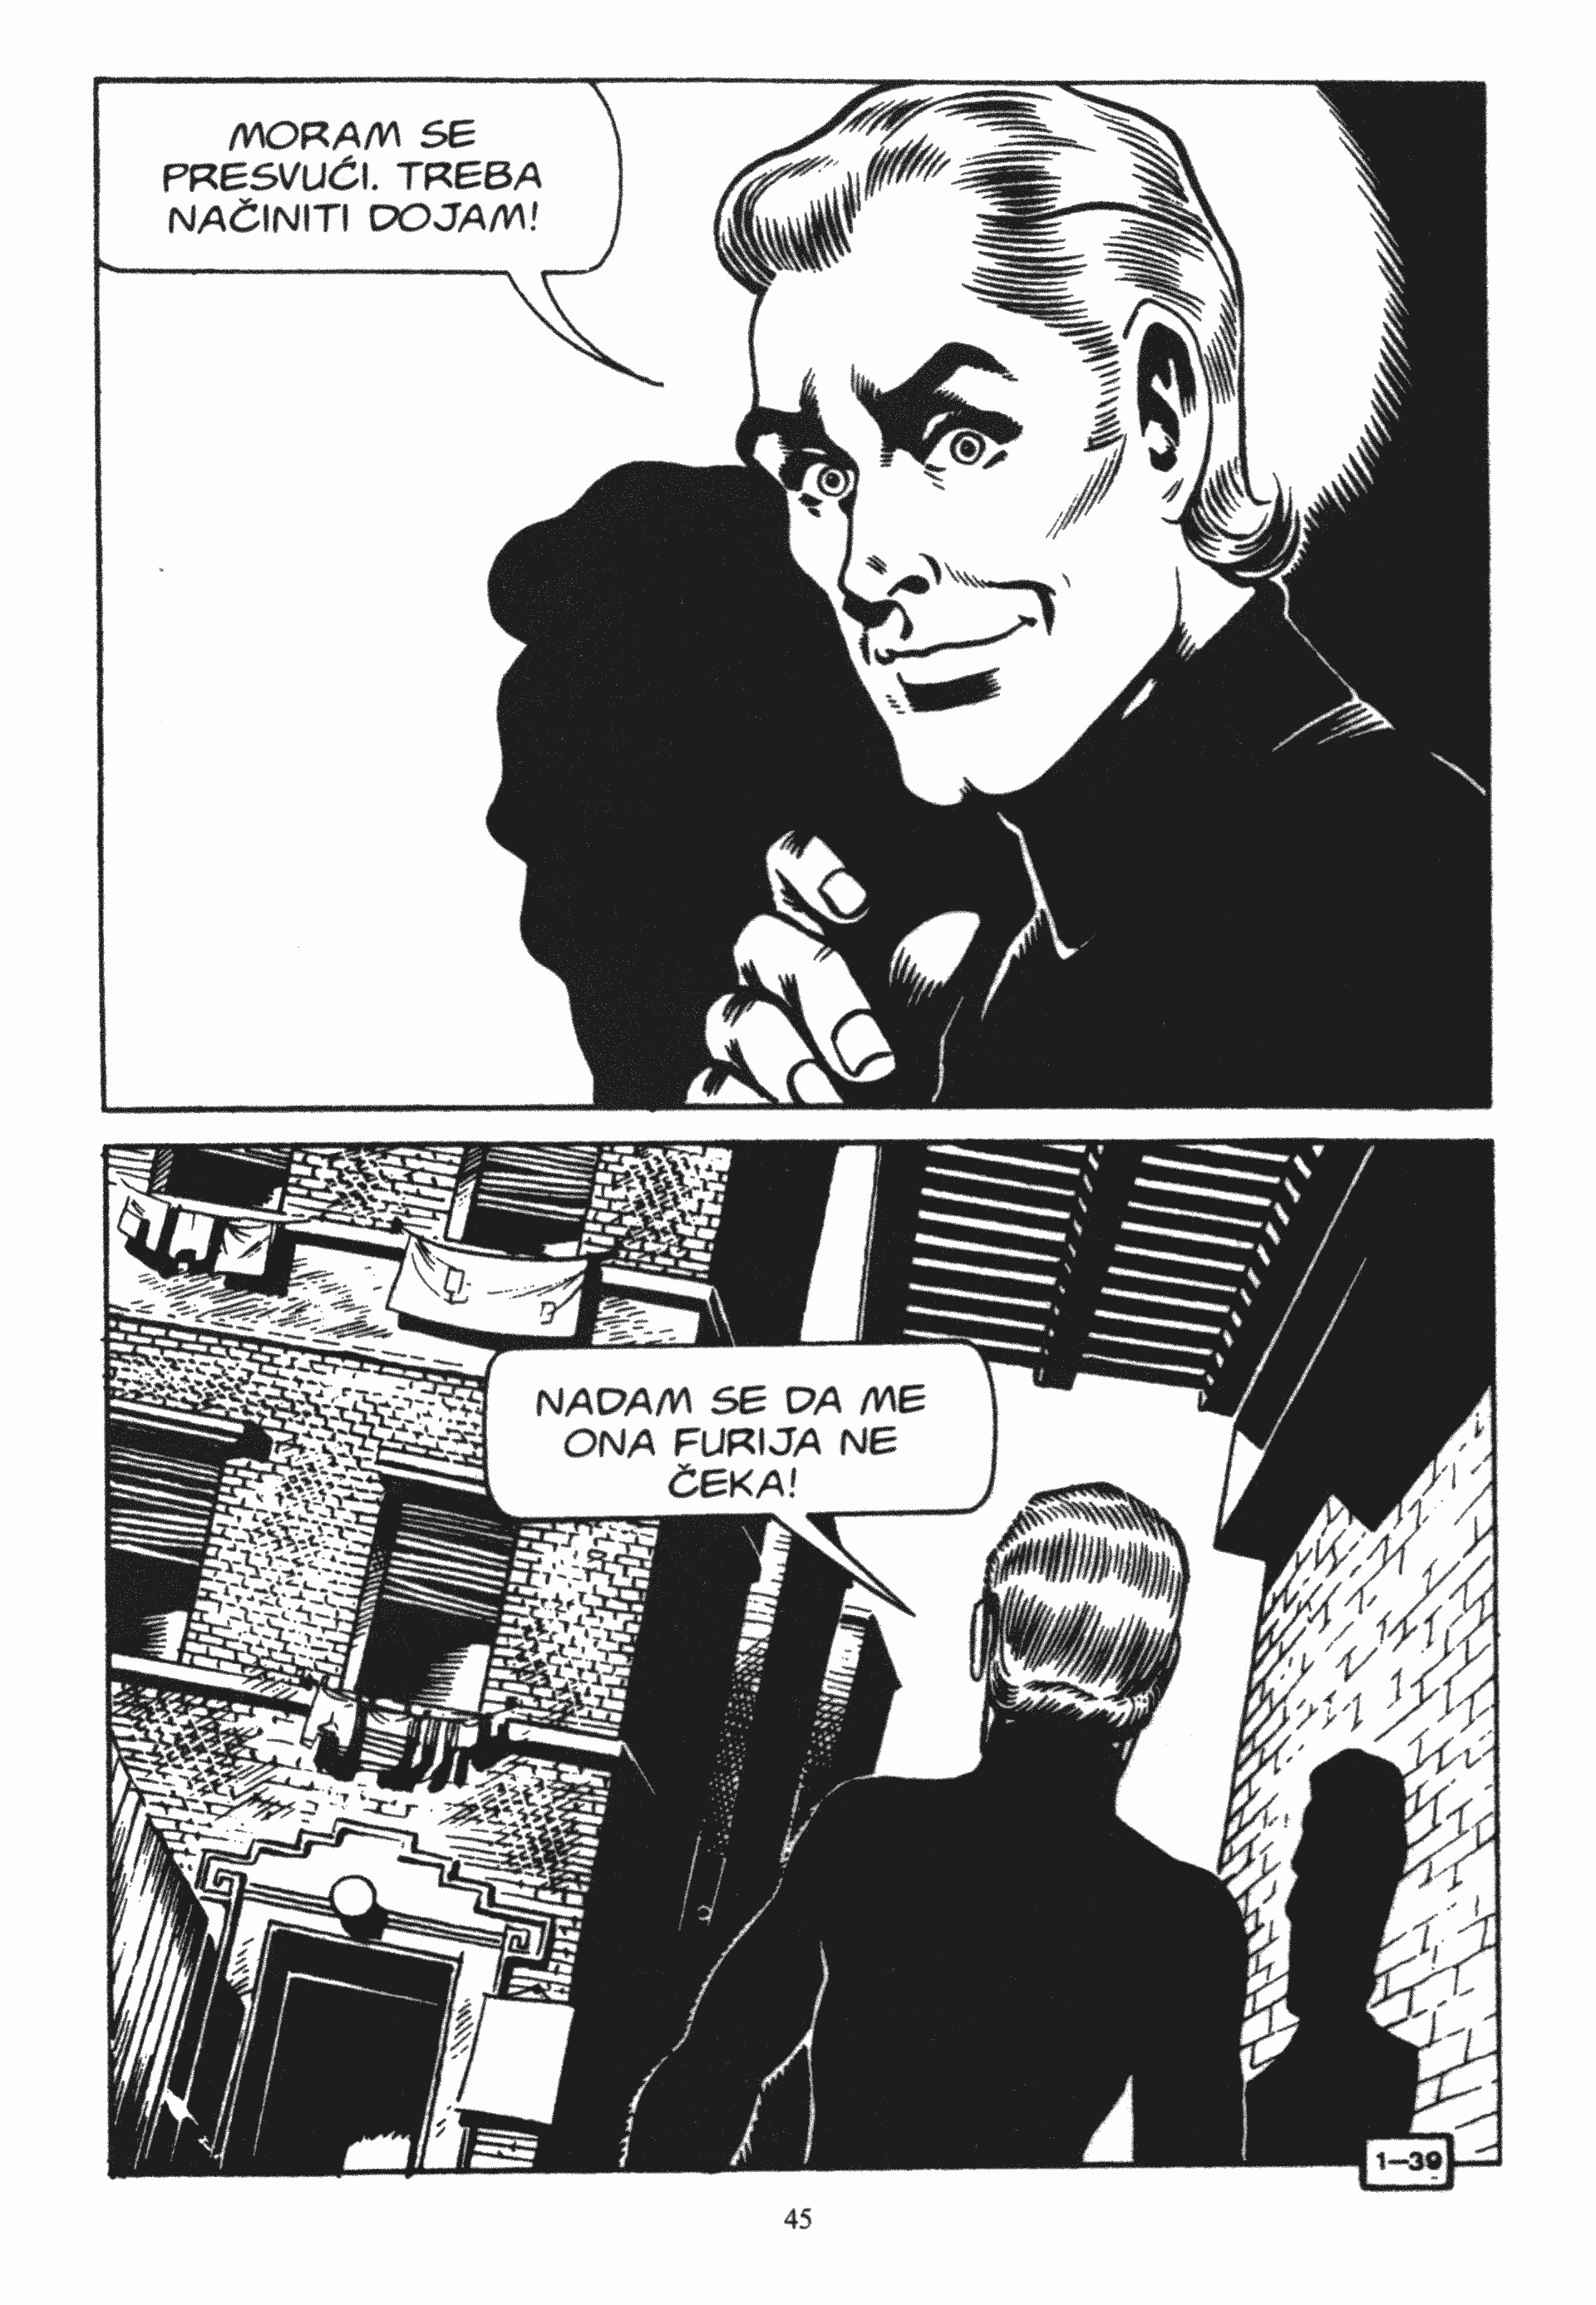 MORAM SE
PRESVUĆI. TREBA
NAČINITI DOJAM!
NADAM SE DA ME
ONA FURIJA NE
ČEKA!
1-39
45